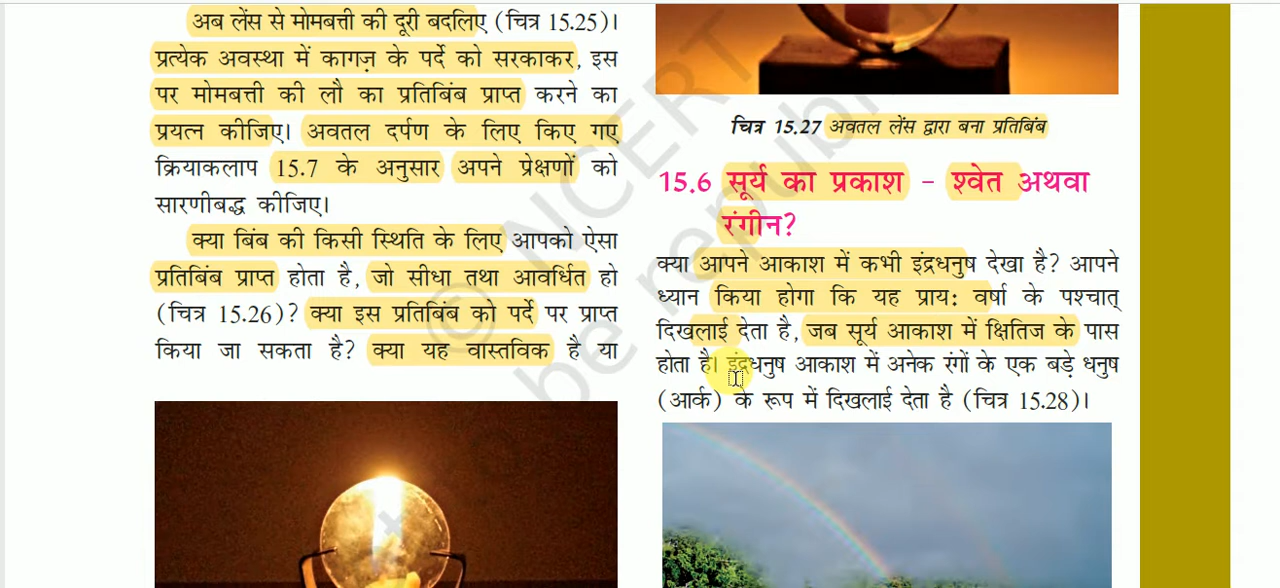 अब लेंस से मोमबत्ती की दूरी बदलिए (चित्र 15.25)।
प्रत्येक अवस्था में कागज़ के पर्दे को सरकाकर, इस
पर मोमबत्ती की लौ का प्रतिबिंब प्राप्त करने का
प्रयत्न कीजिए। अवतल दर्पण के लिए किए गए
क्रियाकलाप 15.7 के अनुसार अपने प्रेक्षणों को
सारणीबद्ध कीजिए।
क्या बिंब की किसी स्थिति के लिए आपको ऐसा
प्रतिबिंब प्राप्त होता है, जो सीधा तथा आवर्धित हो
(चित्र 15.26)? क्या इस प्रतिबिंब को पर्दे पर प्राप्त
किया जा सकता है? क्या यह वास्तविक है या
चित्र 15.27 अवतल लेंस द्वारा बना प्रतिबिंब
15.6 सूर्य का प्रकाश - श्वेत अथवा
रंगीन?
क्या आपने आकाश में कभी इंद्रधनुष देखा है? आपने
ध्यान किया होगा कि यह प्राय: वर्षा के पश्चात्
दिखलाई देता है, जब सूर्य आकाश में क्षितिज के पास
होता है। इंद्रधनुष आकाश में अनेक रंगों के एक बड़े धनुष
(आर्क) के रूप में दिखलाई देता है (चित्र 15.28)।
© NCERT
be republi